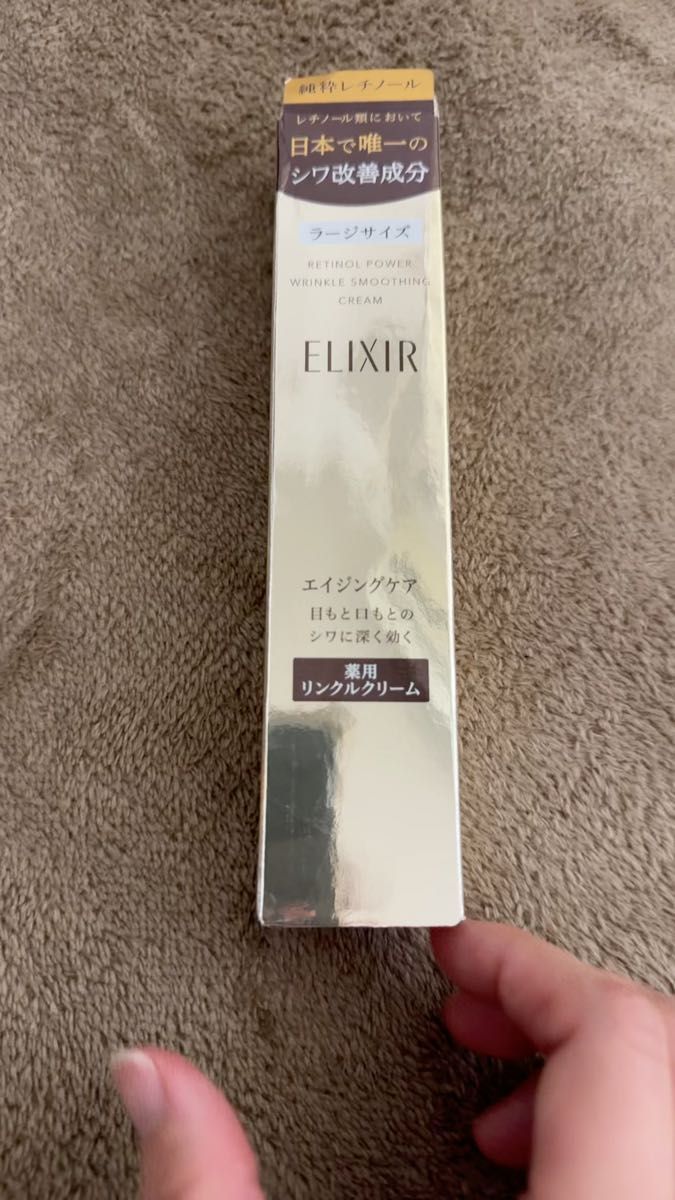 純粋レチノール
レチノール類において
日本で唯一の
シワ改善成分
ラージサイズ
RETINOL POWER
WRINKLE SMOOTHING
CREAM
ELIXIR
エイジングケア
目もと口もとの
シワに深く効く
薬用
リンクルクリーム